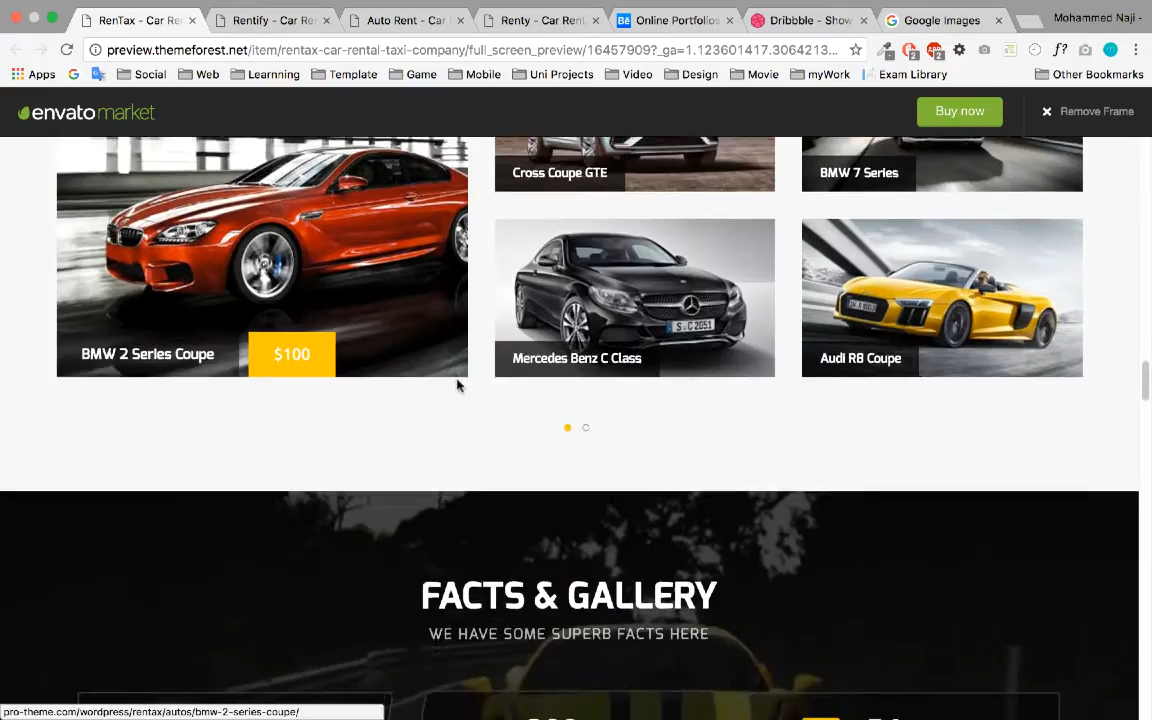 RenTax - Car Re
Rentify - Car Re
Auto Rent - Car
Renty - Car Rent
Online Portfolios
Dribbble - Show
Google Images
Mohammed Naji -
preview.themeforest.net/item/rentax-car-rental-taxi-company/full_screen_preview/16457909?_ga=1.123601417.3064213...
Apps
Social
Web
Learnning
Template
Game
Mobile
Uni Projects
Video
Design
Movie
myWork
Exam Library
Other Bookmarks
envatomarket
Buy now
Remove Frame
Cross Coupe GTE
BMW 7 Series
BMW 2 Series Coupe
$100
Mercedes Benz C Class
Audi R8 Coupe
FACTS & GALLERY
WE HAVE SOME SUPERB FACTS HERE
pro-theme.com/wordpress/rentax/autos/bmw-2-series-coupe/